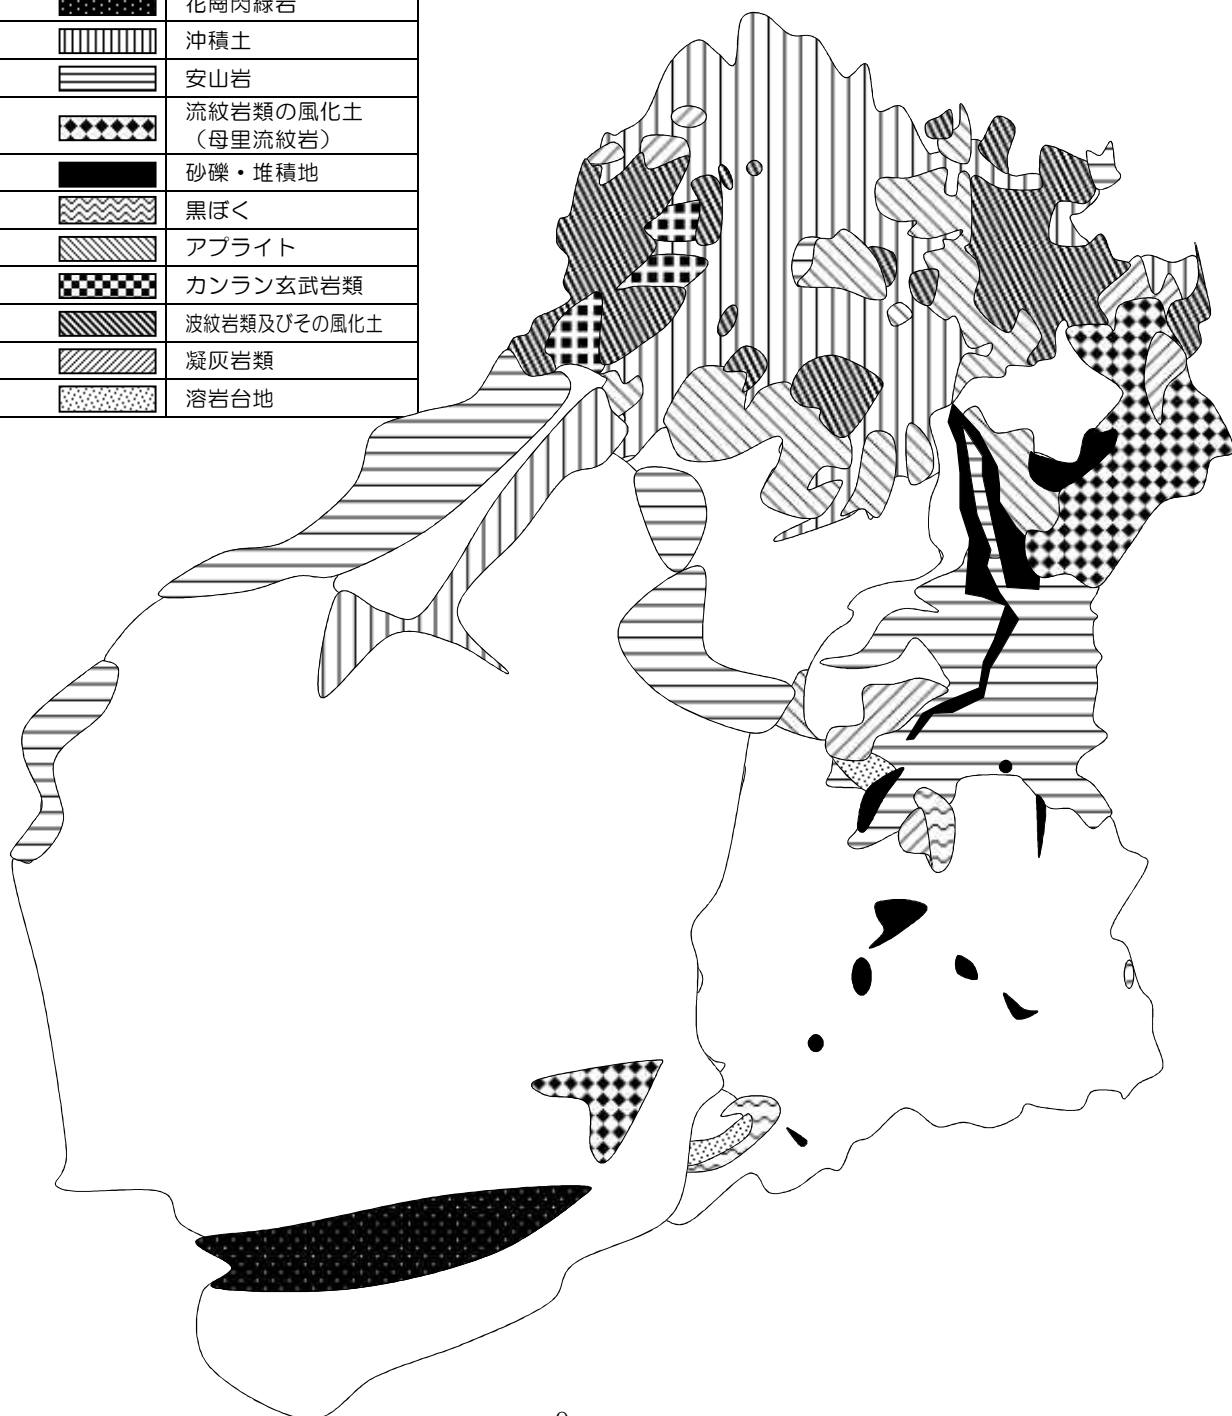 花崗閃緑岩
沖積土
安山岩
流紋岩類の風化土
（母里流紋岩）
砂礫・堆積地
黒ぼく
アプライト
カンラン玄武岩類
波紋岩類及びその風化土
凝灰岩類
溶岩台地